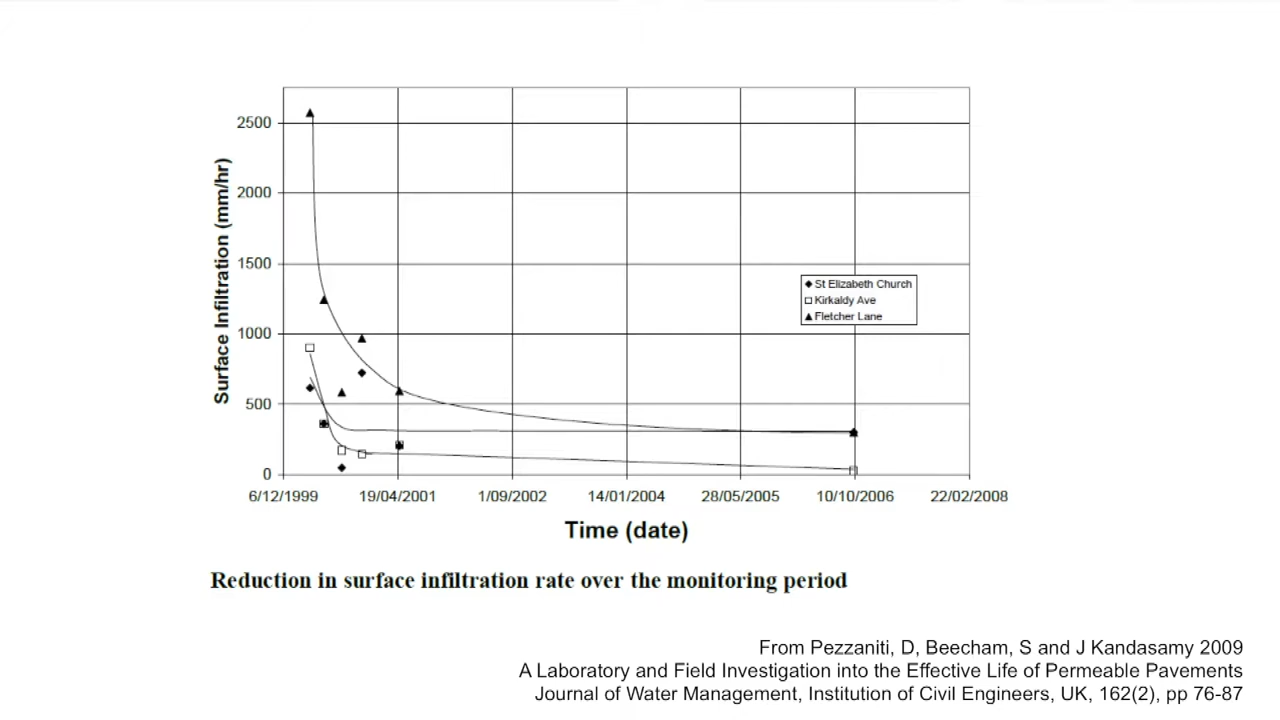 2500
2000
1500
1000
500
0
Surface Infiltration (mm/hr)
St Elizabeth Church
Kirkaldy Ave
Fletcher Lane
6/12/1999 19/04/2001 1/09/2002 14/01/2004 28/05/2005 10/10/2006 22/02/2008
Time (date)
Reduction in surface infiltration rate over the monitoring period
From Pezzaniti, D, Beecham, S and J Kandasamy 2009
A Laboratory and Field Investigation into the Effective Life of Permeable Pavements
Journal of Water Management, Institution of Civil Engineers, UK, 162(2), pp 76-87